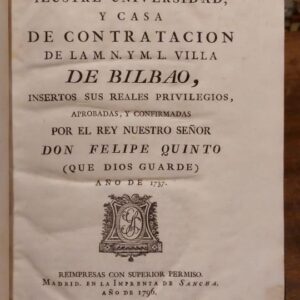 ILUSTRE UNIVERSIDAD,
Y CASA
DE CONTRATACION
DE LA M. N. Y M. L. VILLA
DE BILBAO,
INSERTOS SUS REALES PRIVILEGIOS,
APROBADAS, Y CONFIRMADAS
POR EL REY NUESTRO SEÑOR
DON FELIPE QUINTO
(QUE DIOS GUARDE)
AÑO DE 1737.
REIMPRESAS CON SUPERIOR PERMISO.
MADRID. EN LA IMPRENTA DE SANCHA.
AÑO DE 1796.